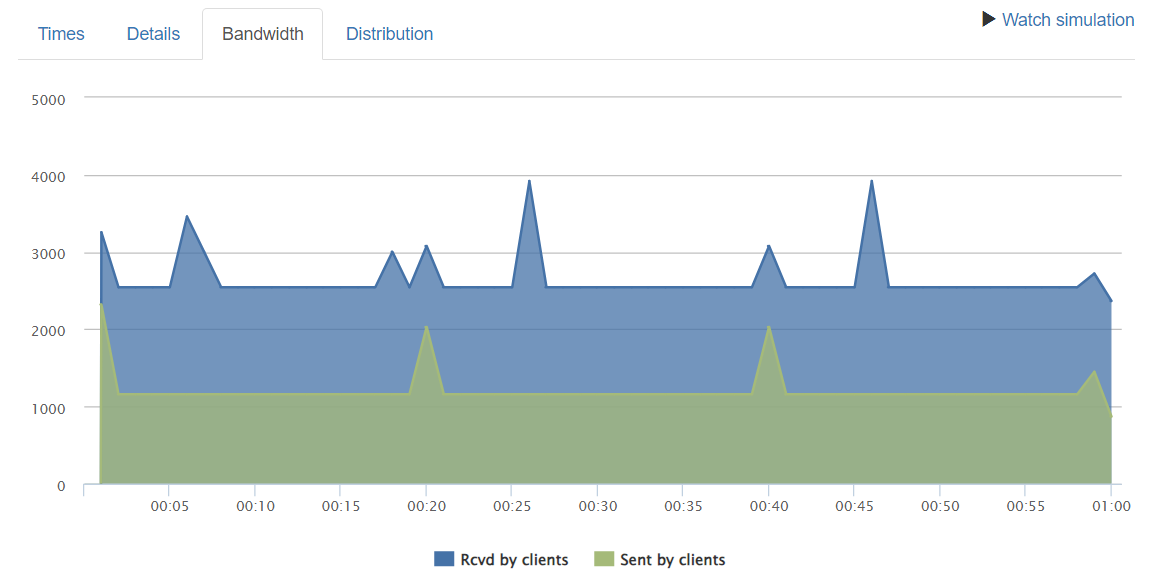 Times Details Bandwidth Distribution Watch simulation
5000
4000
3000
2000
1000
0
00:05 00:10 00:15 00:20 00:25 00:30 00:35 00:40 00:45 00:50 00:55 01:00
Rcvd by clients Sent by clients